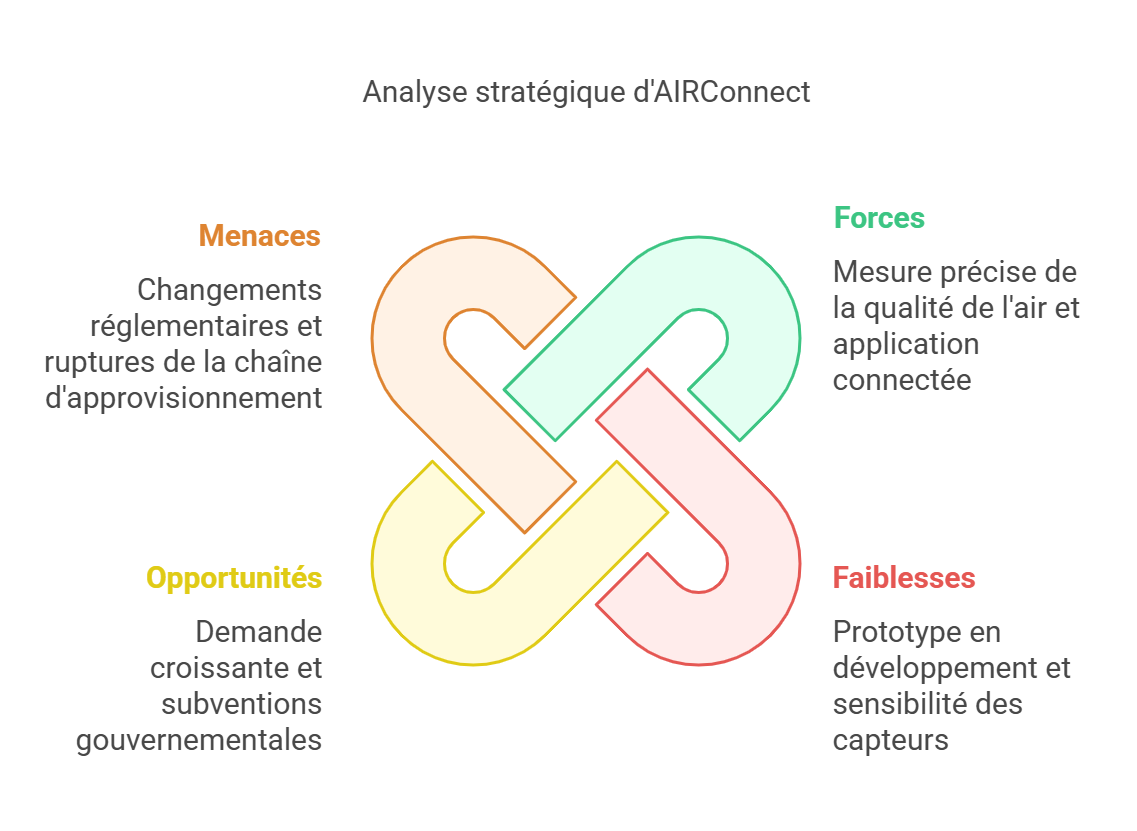 Analyse stratégique d'AIRConnect
Menaces
Changements
réglementaires et
ruptures de la chaîne
d'approvisionnement
Forces
Mesure précise de
la qualité de l'air et
application
connectée
Opportunités
Demande
croissante et
subventions
gouvernementales
Faiblesses
Prototype en
développement et
sensibilité des
capteurs